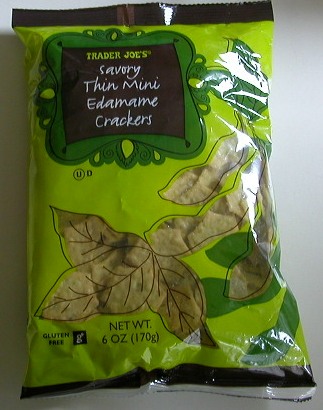 TRADER JOE'S®
Savory
Thin Mini
Edamame
Crackers
U D
GLUTEN
FREE
g
NET WT.
6 OZ (170g)